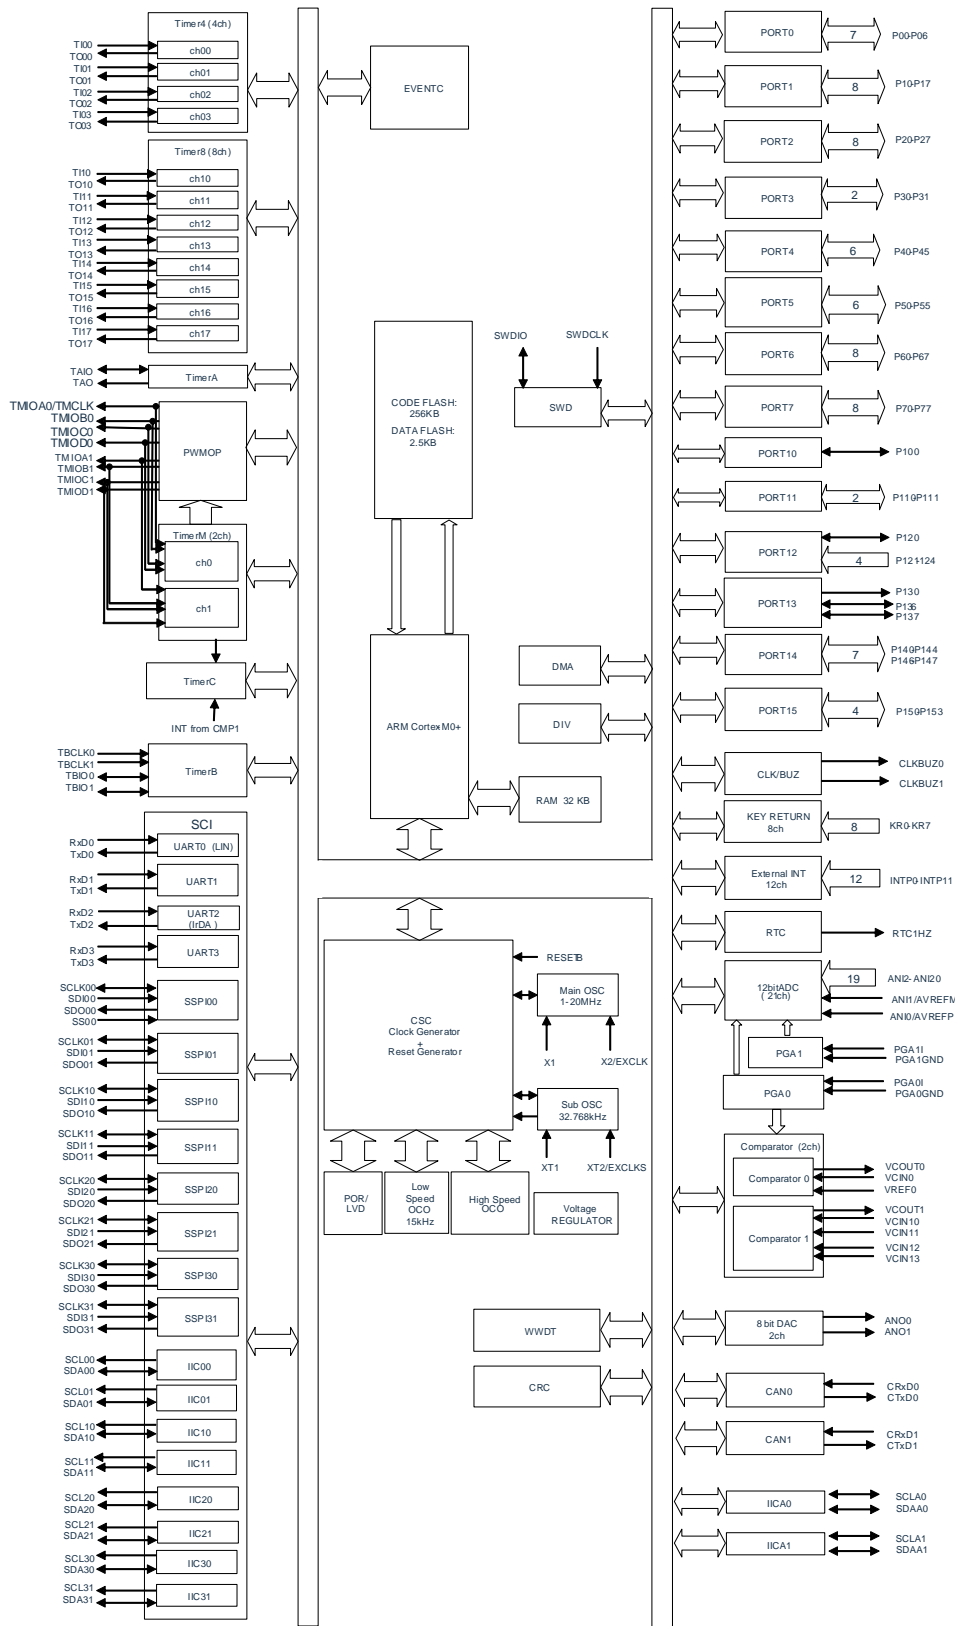 Timer4 (4ch)
TI00
TO00
ch00
TI01
TO01
ch01
TI02
TO02
ch02
TI03
TO03
ch03
Timer8 (8ch)
TI10
TO10
ch10
TI11
TO11
ch11
TI12
TO12
ch12
TI13
TO13
ch13
TI14
TO14
ch14
TI15
TO15
ch15
TI16
TO16
ch16
TI17
TO17
ch17
TAIO
TAO
TimerA
TMIOA0/TMCLK
TMIOB0
TMIOC0
TMIOD0
TMIOA1
TMIOB1
TMIOC1
TMIOD1
PWMOP
TimerM (2ch)
ch0
ch1
TimerC
INT from CMP1
TBCLK0
TBCLK1
TBIO0
TBIO1
TimerB
SCI
RxD0
TxD0
UART0 (LIN)
RxD1
TxD1
UART1
RxD2
TxD2
UART2
(IrDA)
RxD3
TxD3
UART3
SCLK00
SDI00
SDO00
SS00
SSPI00
SCLK01
SDI01
SDO01
SSPI01
SCLK10
SDI10
SDO10
SSPI10
SCLK11
SDI11
SDO11
SSPI11
SCLK20
SDI20
SDO20
SSPI20
SCLK21
SDI21
SDO21
SSPI21
SCLK30
SDI30
SDO30
SSPI30
SCLK31
SDI31
SDO31
SSPI31
SCL00
SDA00
IIC00
SCL01
SDA01
IIC01
SCL10
SDA10
IIC10
SCL11
SDA11
IIC11
SCL20
SDA20
IIC20
SCL21
SDA21
IIC21
SCL30
SDA30
IIC30
SCL31
SDA31
IIC31
EVENTC
CODE FLASH:
256KB
DATA FLASH:
2.5KB
SWDIO
SWDCLK
SWD
ARM Cortex-M0+
DMA
DIV
RAM 32 KB
CSC
Clock Generator
+
Reset Generator
RESETB
Main OSC
1-20MHz
X1
X2/EXCLK
Sub OSC
32.768kHz
XT1
XT2/EXCLKS
POR/
LVD
Low
Speed
OCO
15kHz
High Speed
OCO
Voltage
REGULATOR
WWDT
CRC
PORT0
7
P00-P06
PORT1
8
P10-P17
PORT2
8
P20-P27
PORT3
2
P30-P31
PORT4
6
P40-P45
PORT5
6
P50-P55
PORT6
8
P60-P67
PORT7
8
P70-P77
PORT10
P100
PORT11
2
P110-P111
PORT12
P120
4
P121-124
PORT13
P130
P136
P137
PORT14
7
P140-P144
P146-P147
PORT15
4
P150-P153
CLK/BUZ
CLKBUZ0
CLKBUZ1
KEY RETURN
8ch
8
KR0-KR7
External INT
12ch
12
INTP0-INTP11
RTC
RTC1HZ
12bitADC
(21ch)
19
ANI2- ANI20
ANI1/AVREFM
ANI0/AVREFP
PGA1
PGA1I
PGA1GND
PGA0
PGA0I
PGA0GND
Comparator (2ch)
Comparator 0
VCOUT0
VCIN0
VREF0
Comparator 1
VCOUT1
VCIN10
VCIN11
VCIN12
VCIN13
8 bit DAC
2ch
ANO0
ANO1
CAN0
CRxD0
CTxD0
CAN1
CRxD1
CTxD1
IICA0
SCLA0
SDAA0
IICA1
SCLA1
SDAA1